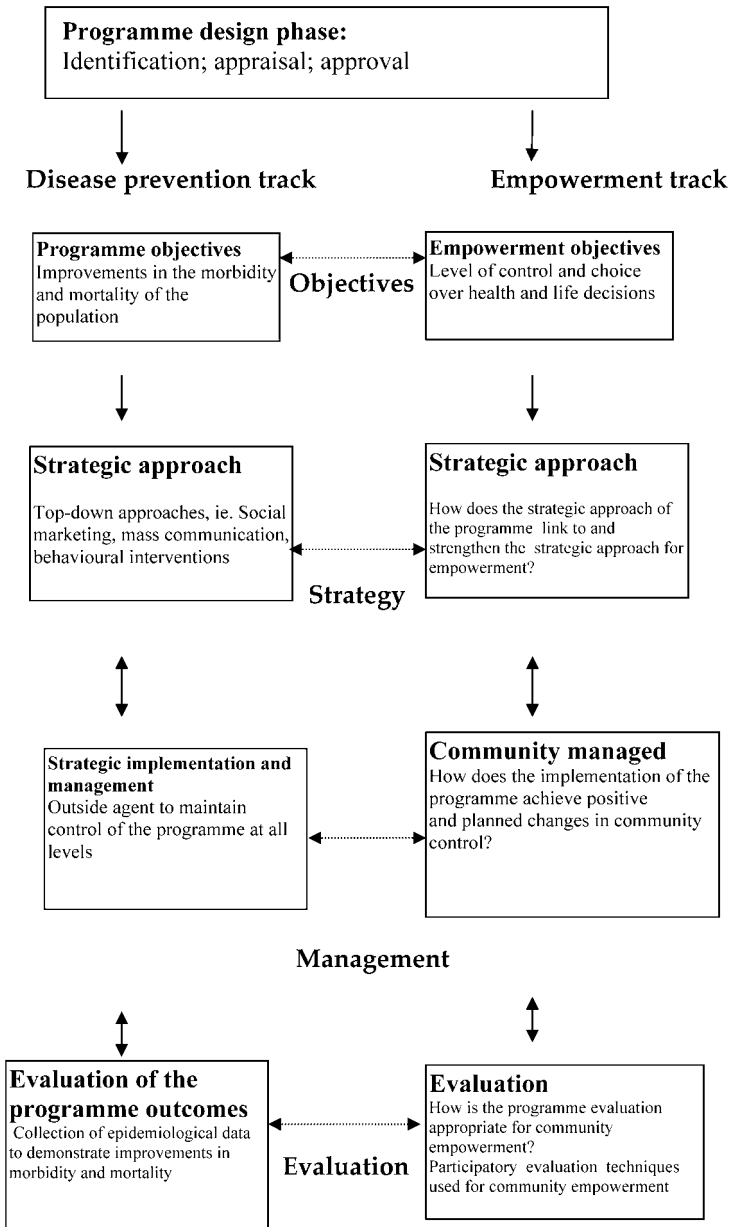 Programme design phase:
Identification; appraisal; approval
Disease prevention track
Empowerment track
Programme objectives
Improvements in the morbidity
and mortality of the
population
Objectives
Empowerment objectives
Level of control and choice
over health and life decisions
Strategic approach
Top-down approaches, ie. Social
marketing, mass communication,
behavioural interventions
Strategy
Strategic approach
How does the strategic approach of
the programme link to and
strengthen the strategic approach for
empowerment?
Strategic implementation and
management
Outside agent to maintain
control of the programme at all
levels
Community managed
How does the implementation of the
programme achieve positive
and planned changes in community
control?
Management
Evaluation of the
programme outcomes
Collection of epidemiological data
to demonstrate improvements in
morbidity and mortality
Evaluation
Evaluation
How is the programme evaluation
appropriate for community
empowerment?
Participatory evaluation techniques
used for community empowerment